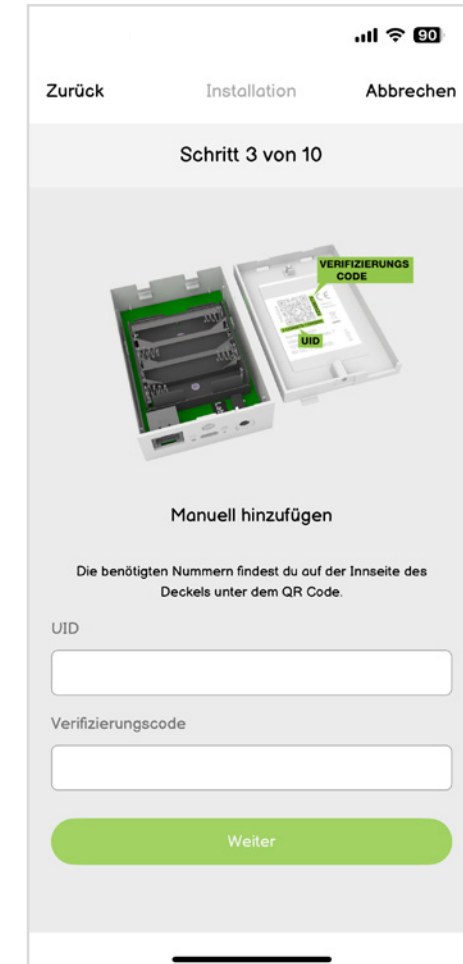 90
Zurück Installation Abbrechen
Schritt 3 von 10
VERIFIZIERUNGS
CODE
UID
Manuell hinzufügen
Die benötigten Nummern findest du auf der Innseite des
Deckels unter dem QR Code.
UID
Verifizierungscode
Weiter